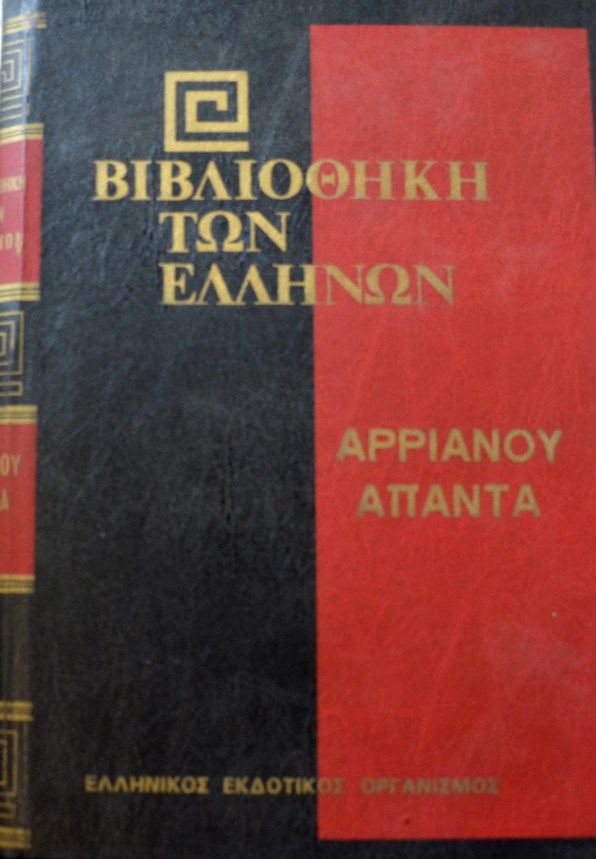 ΒΙΒΛΙΟΘΗΚΗ
ΤΩΝ
ΕΛΛΗΝΩΝ
ΑΡΡΙΑΝΟΥ
ΑΠΑΝΤΑ
ΕΛΛΗΝΙΚΟΣ ΕΚΔΟΤΙΚΟΣ ΟΡΓΑΝΙΣΜΟΣ